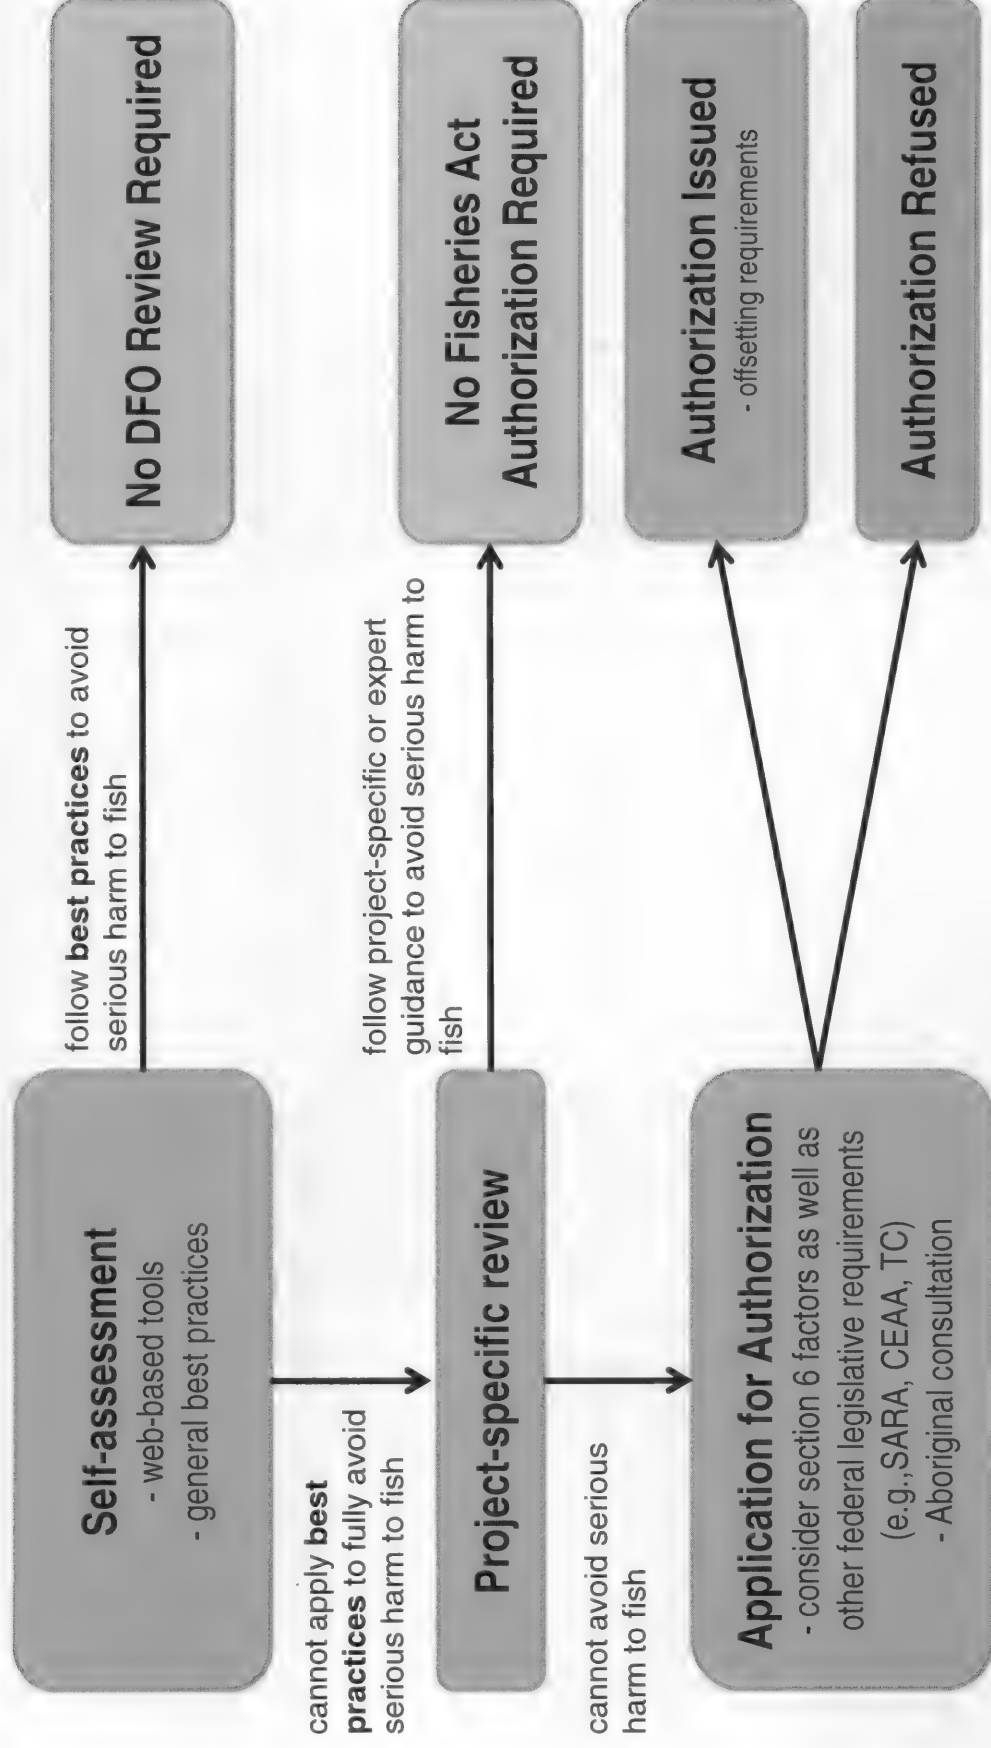 Self-assessment
- web-based tools
- general best practices
follow best practices to avoid
serious harm to fish
No DFO Review Required
cannot apply best
practices to fully avoid
serious harm to fish
Project-specific review
follow project-specific or expert
guidance to avoid serious harm to
fish
No Fisheries Act
Authorization Required
cannot avoid serious
harm to fish
Application for Authorization
- consider section 6 factors as well as
other federal legislative requirements
(e.g.,SARA, CEAA, TC)
- Aboriginal consultation
Authorization Issued
- offsetting requirements
Authorization Refused